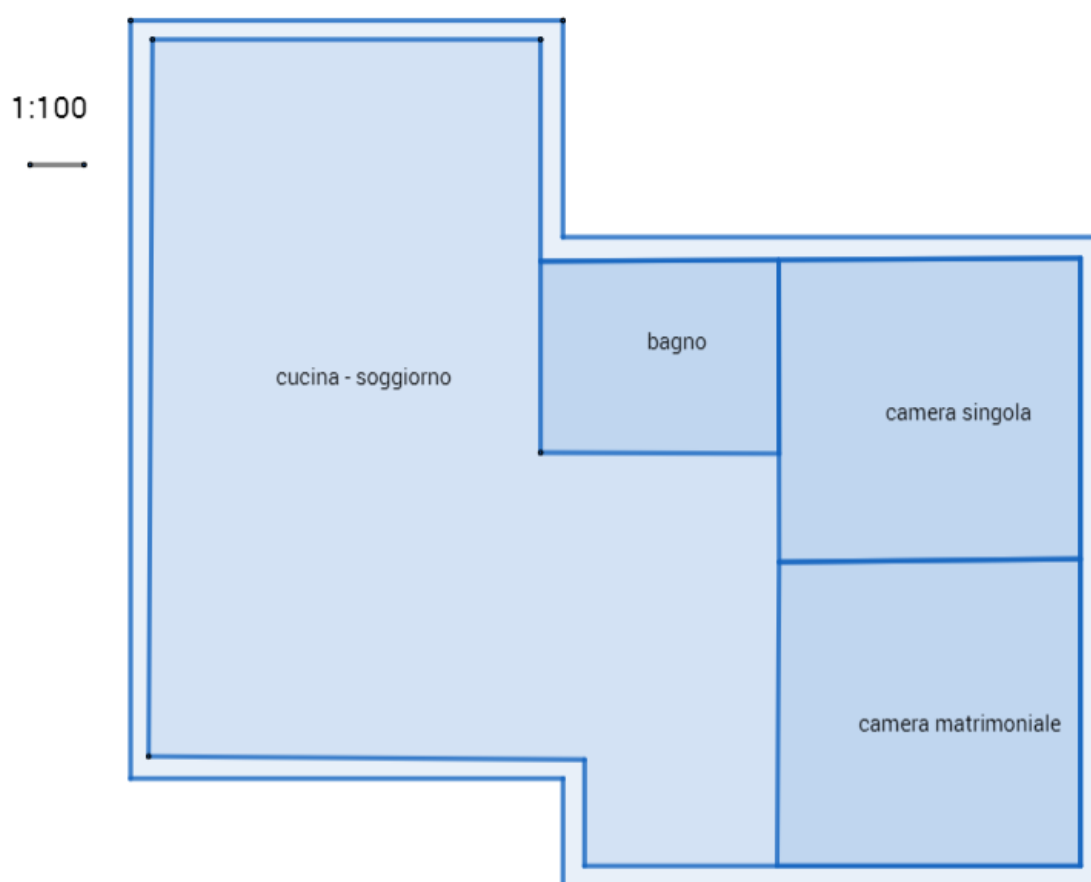 1:100
bagno
cucina - soggiorno
camera singola
camera matrimoniale